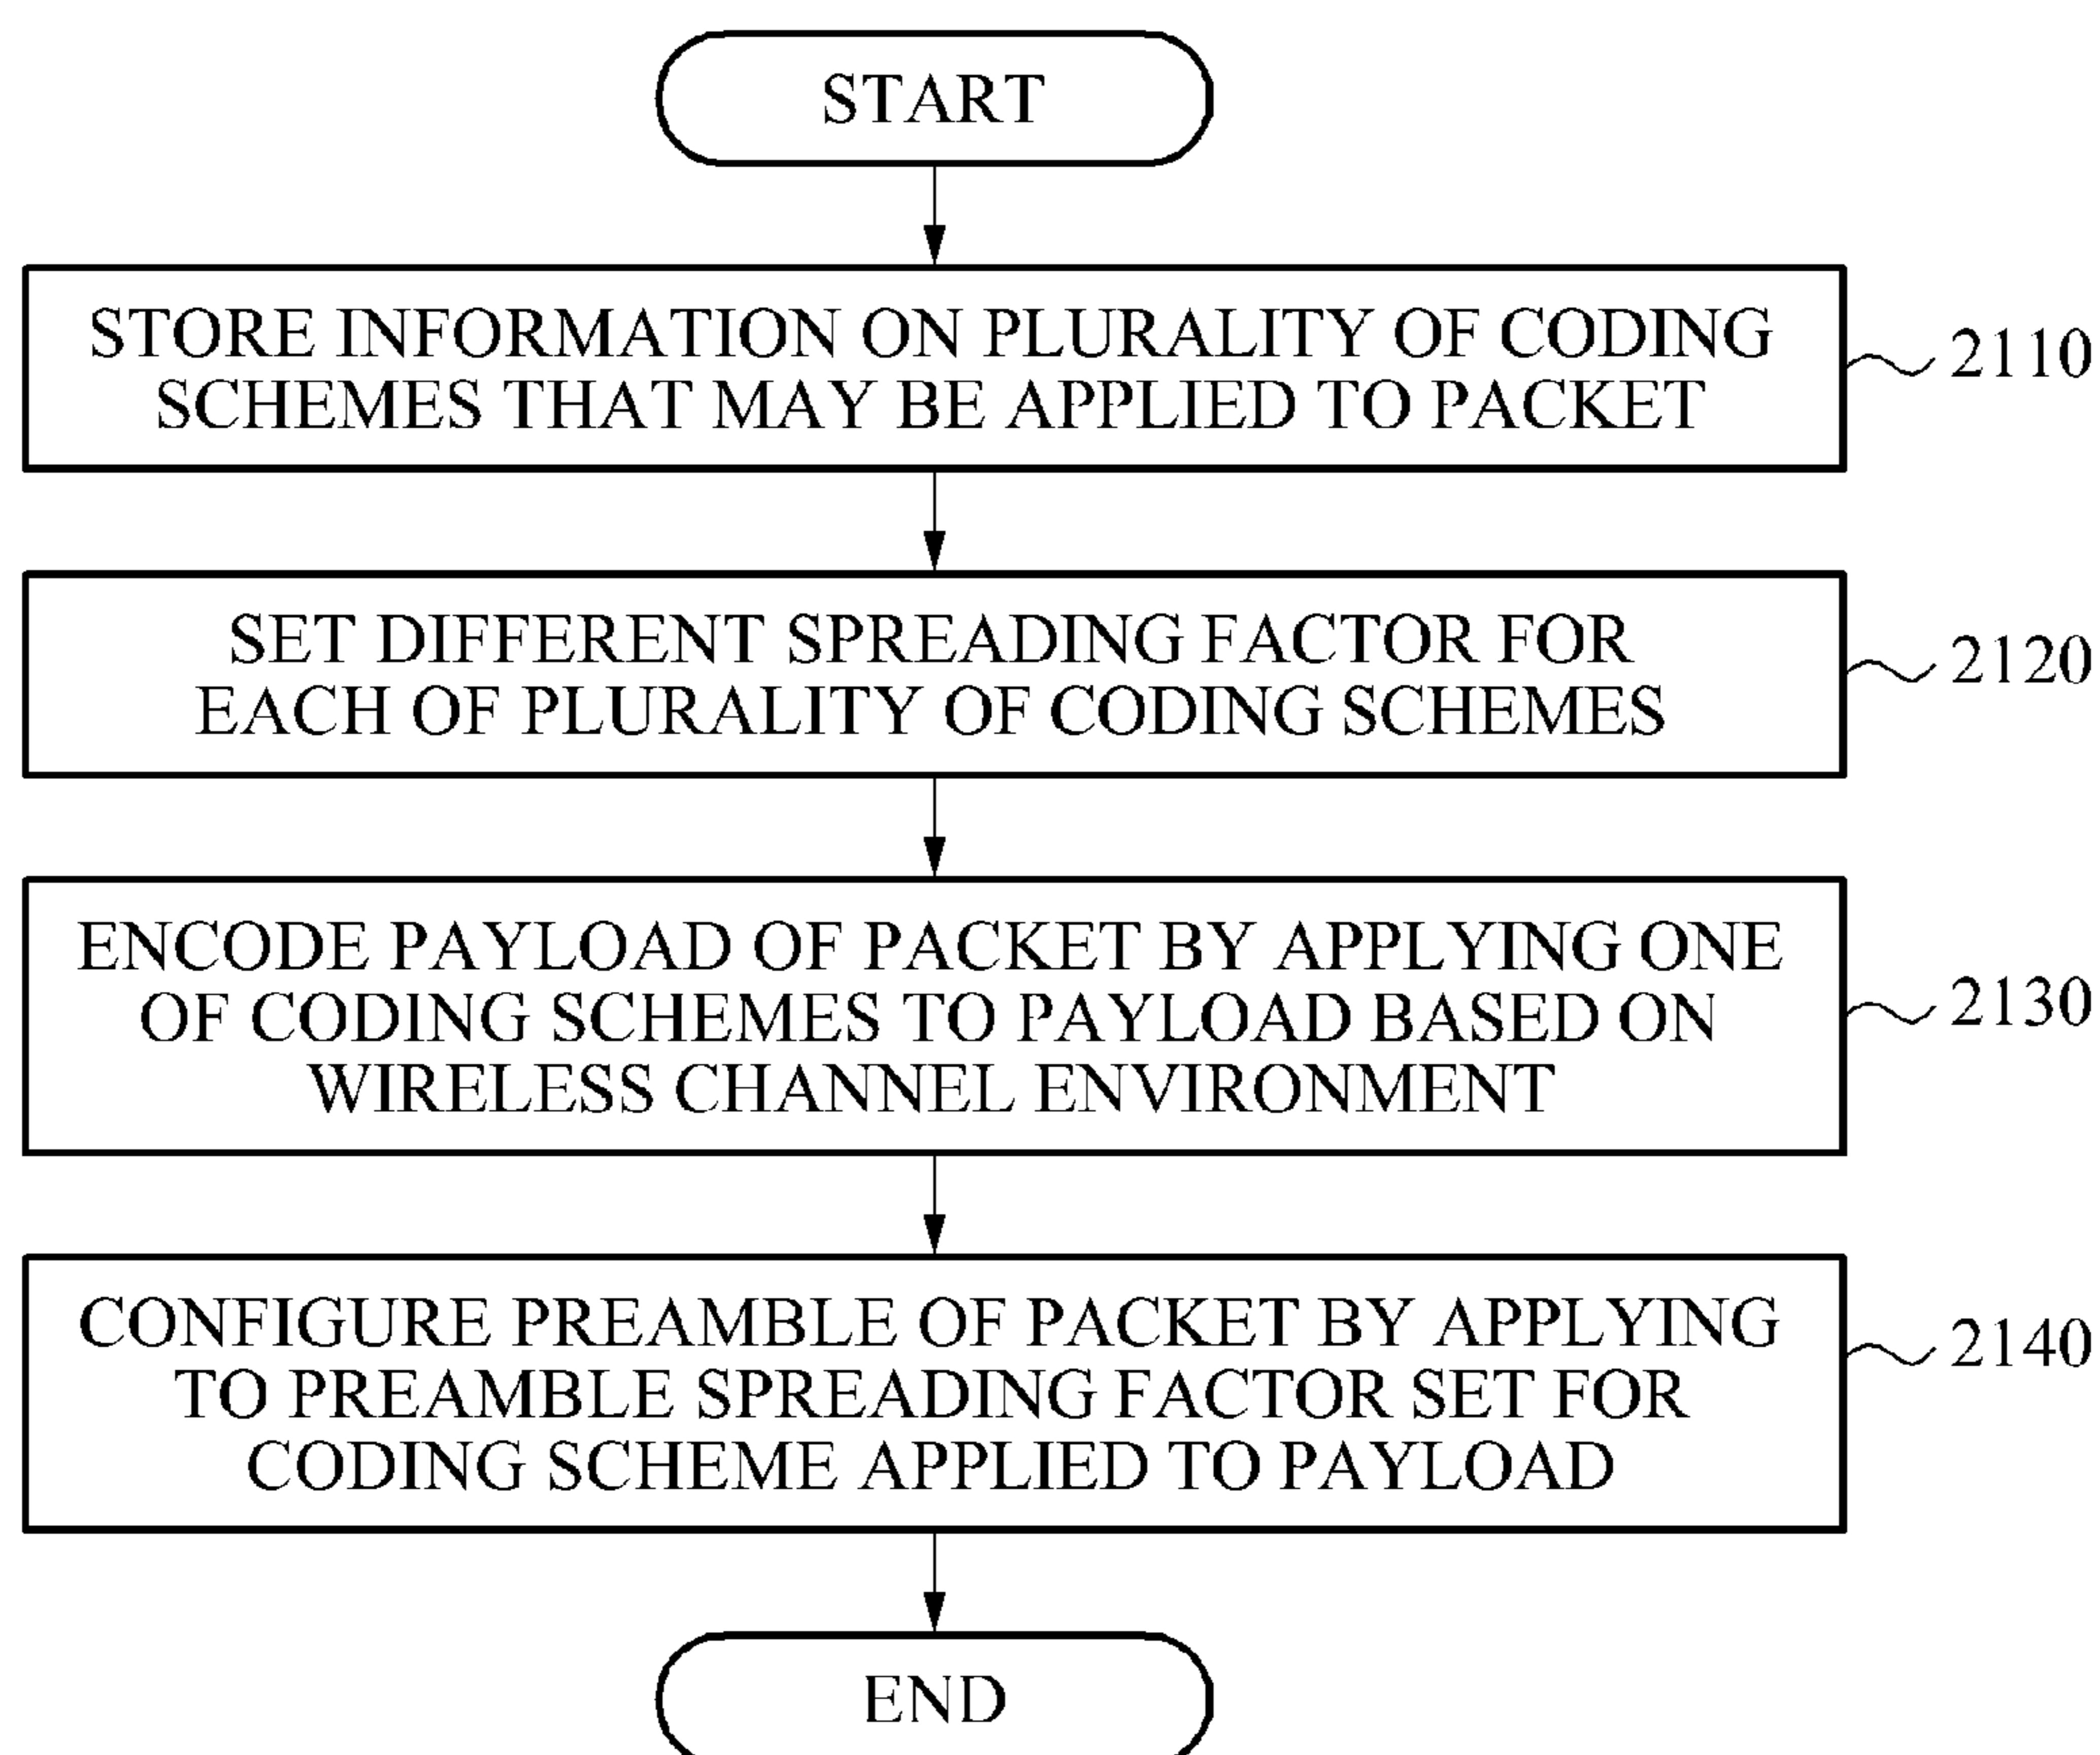 START
STORE INFORMATION ON PLURALITY OF CODING
SCHEMES THAT MAY BE APPLIED TO PACKET
2110
SET DIFFERENT SPREADING FACTOR FOR
EACH OF PLURALITY OF CODING SCHEMES
2120
ENCODE PAYLOAD OF PACKET BY APPLYING ONE
OF CODING SCHEMES TO PAYLOAD BASED ON
WIRELESS CHANNEL ENVIRONMENT
2130
CONFIGURE PREAMBLE OF PACKET BY APPLYING
TO PREAMBLE SPREADING FACTOR SET FOR
CODING SCHEME APPLIED TO PAYLOAD
2140
END